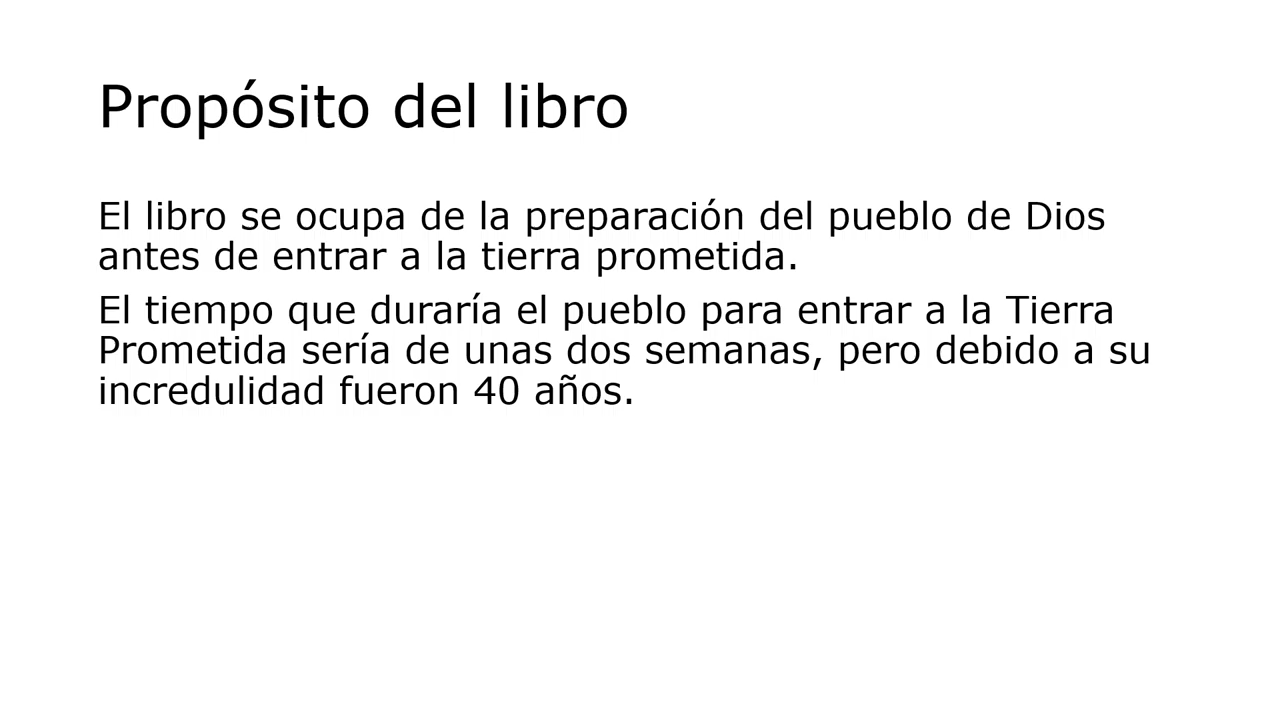 Propósito del libro
El libro se ocupa de la preparación del pueblo de Dios
antes de entrar a la tierra prometida.
El tiempo que duraría el pueblo para entrar a la Tierra
Prometida sería de unas dos semanas, pero debido a su
incredulidad fueron 40 años.